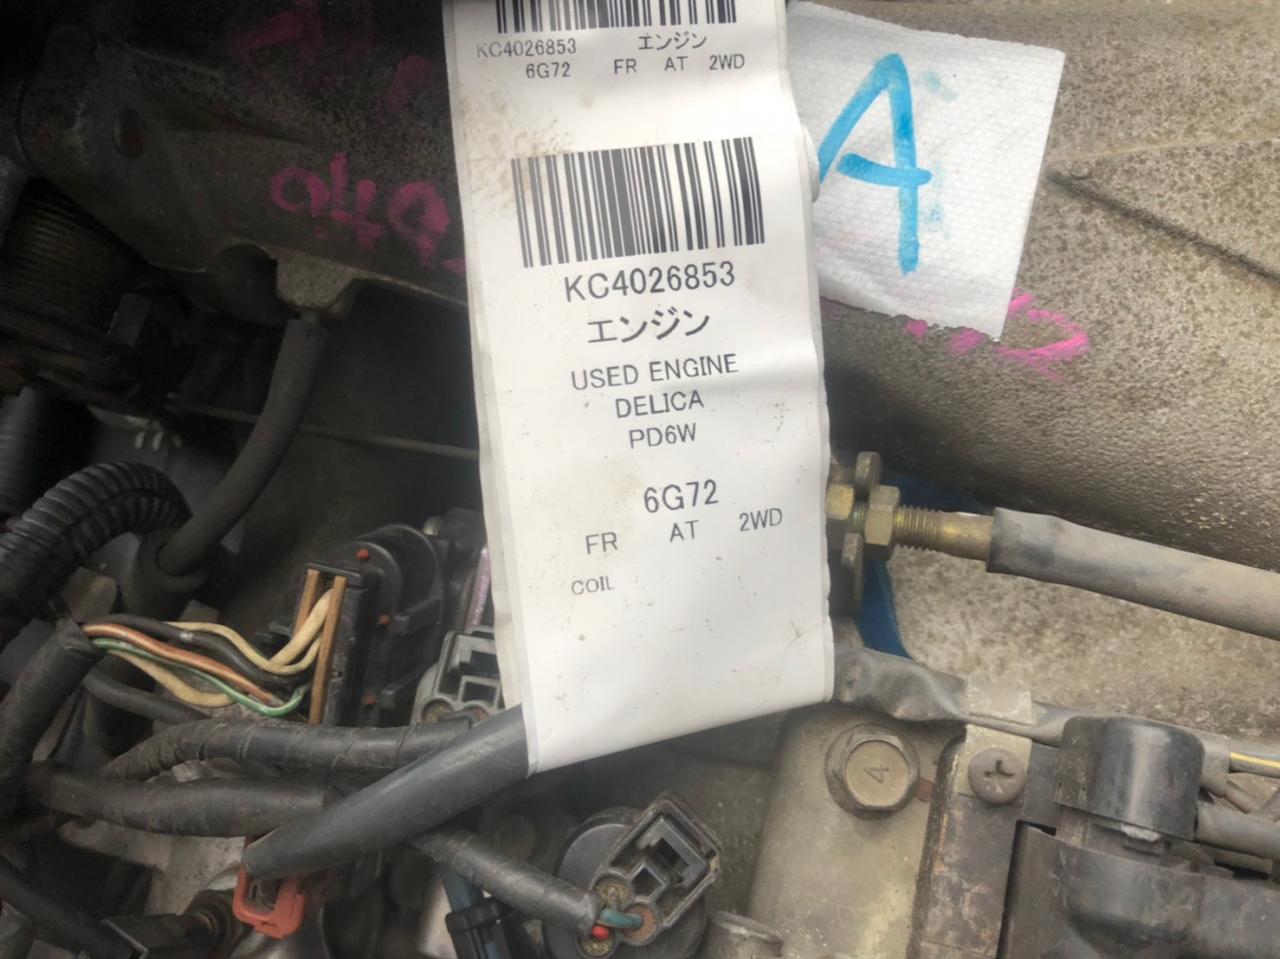 KC4026853 エンジン
6G72 FR AT 2WD
A
KC4026853
エンジン
USED ENGINE
DELICA
PD6W
6G72
FR AT 2WD
COIL
4